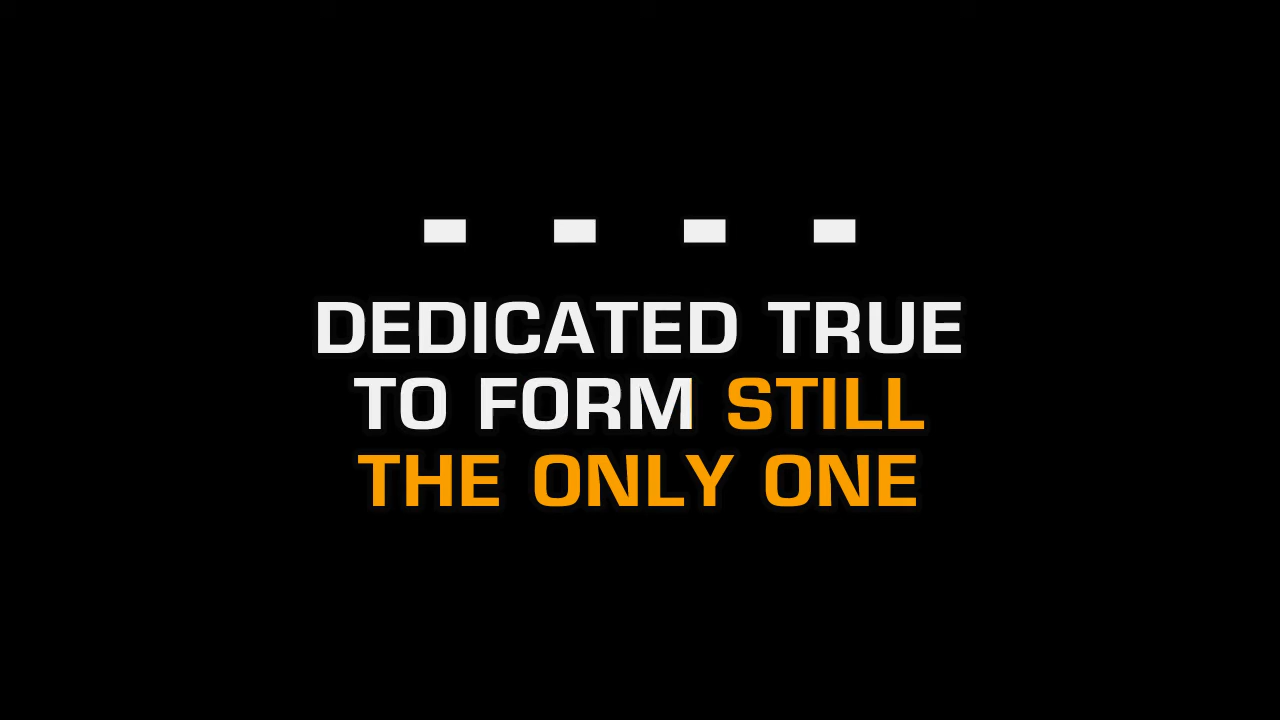 DEDICATED TRUE
TO FORM STILL
THE ONLY ONE